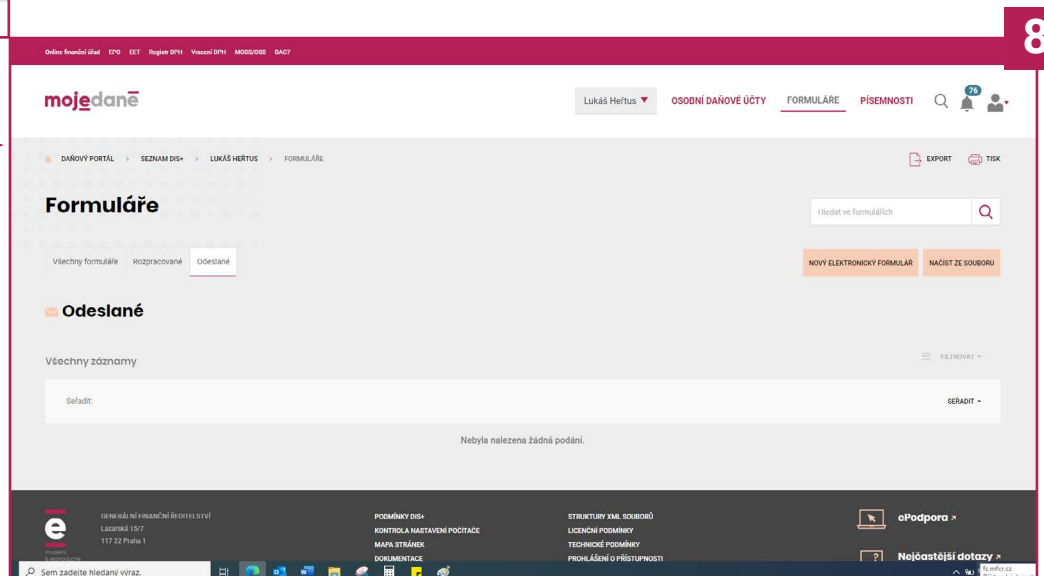 8
Online finanční úřad EPO EET Registr DPH Vracení DPH MOSS/OSS DAC7
mojedaně
Lukáš Heřtus
OSOBNÍ DAŇOVÉ ÚČTY
FORMULÁŘE
PÍSEMNOSTI
76
DAŇOVÝ PORTÁL > SEZNAM DIS+ > LUKÁŠ HEŘTUS > FORMULÁŘE
EXPORT
TISK
Formuláře
Hledat ve formulářích
Všechny formuláře Rozpracované Odeslané
NOVÝ ELEKTRONICKÝ FORMULÁŘ
NAČÍST ZE SOUBORU
Odeslané
Všechny záznamy
FILTROVAT
Seřadit:
SEŘADIT
Nebyla nalezena žádná podání.
GENERÁLNÍ FINANČNÍ ŘEDITELSTVÍ
Lazarská 15/7
117 22 Praha 1
moderní
& jednoduché
PODMÍNKY DIS+
KONTROLA NASTAVENÍ POČÍTAČE
MAPA STRÁNEK
DOKUMENTACE
STRUKTURY XML SOUBORŮ
LICENČNÍ PODMÍNKY
TECHNICKÉ PODMÍNKY
PROHLÁŠENÍ O PŘÍSTUPNOSTI
ePodpora
Nejčastější dotazy
Sem zadejte hledaný výraz.
fs.mfcr.cz